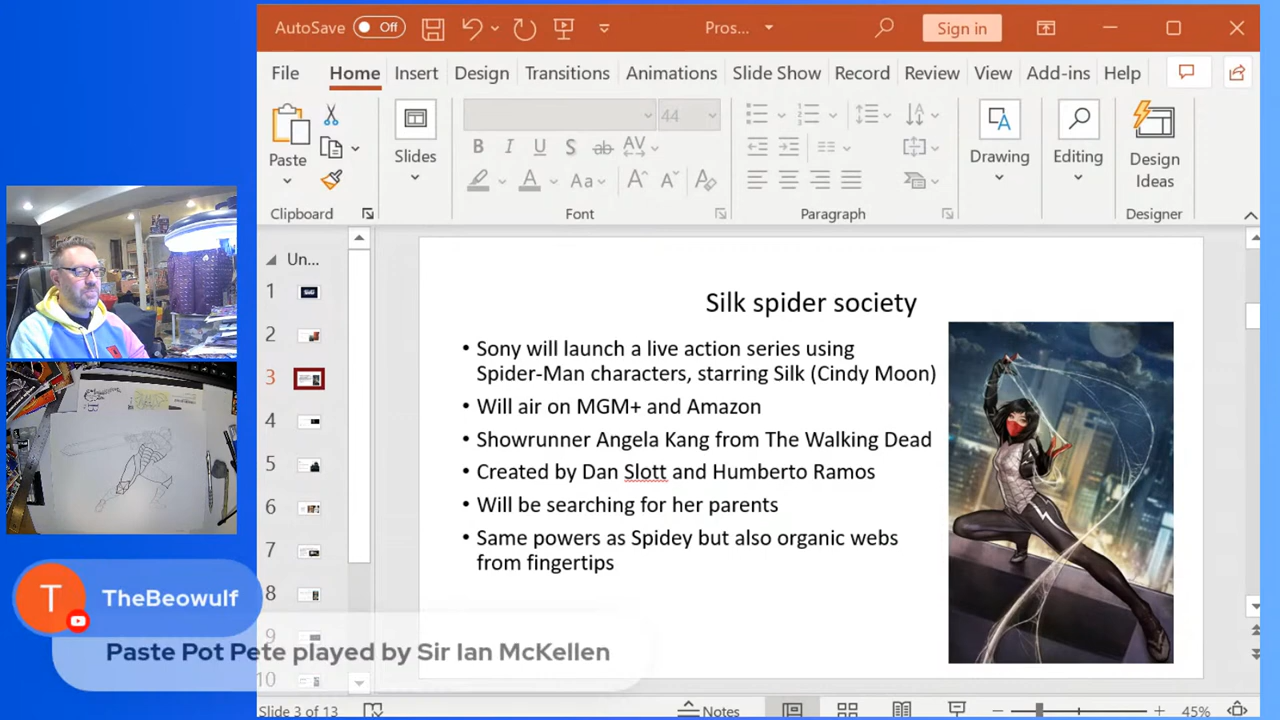 AutoSave Off Pros... Sign in
File Home Insert Design Transitions Animations Slide Show Record Review View Add-ins Help
44
B I U S ab AV
Aa A A A
Paste Slides Drawing Editing Design
Ideas
Clipboard Font Paragraph Designer
Un...
1
2
3
4
5
6
7
8
9
10
Silk spider society
• Sony will launch a live action series using
Spider-Man characters, starring Silk (Cindy Moon)
• Will air on MGM+ and Amazon
• Showrunner Angela Kang from The Walking Dead
• Created by Dan Slott and Humberto Ramos
• Will be searching for her parents
• Same powers as Spidey but also organic webs
from fingertips
T TheBeowulf
Paste Pot Pete played by Sir Ian McKellen
Slide 3 of 13 Notes 45%